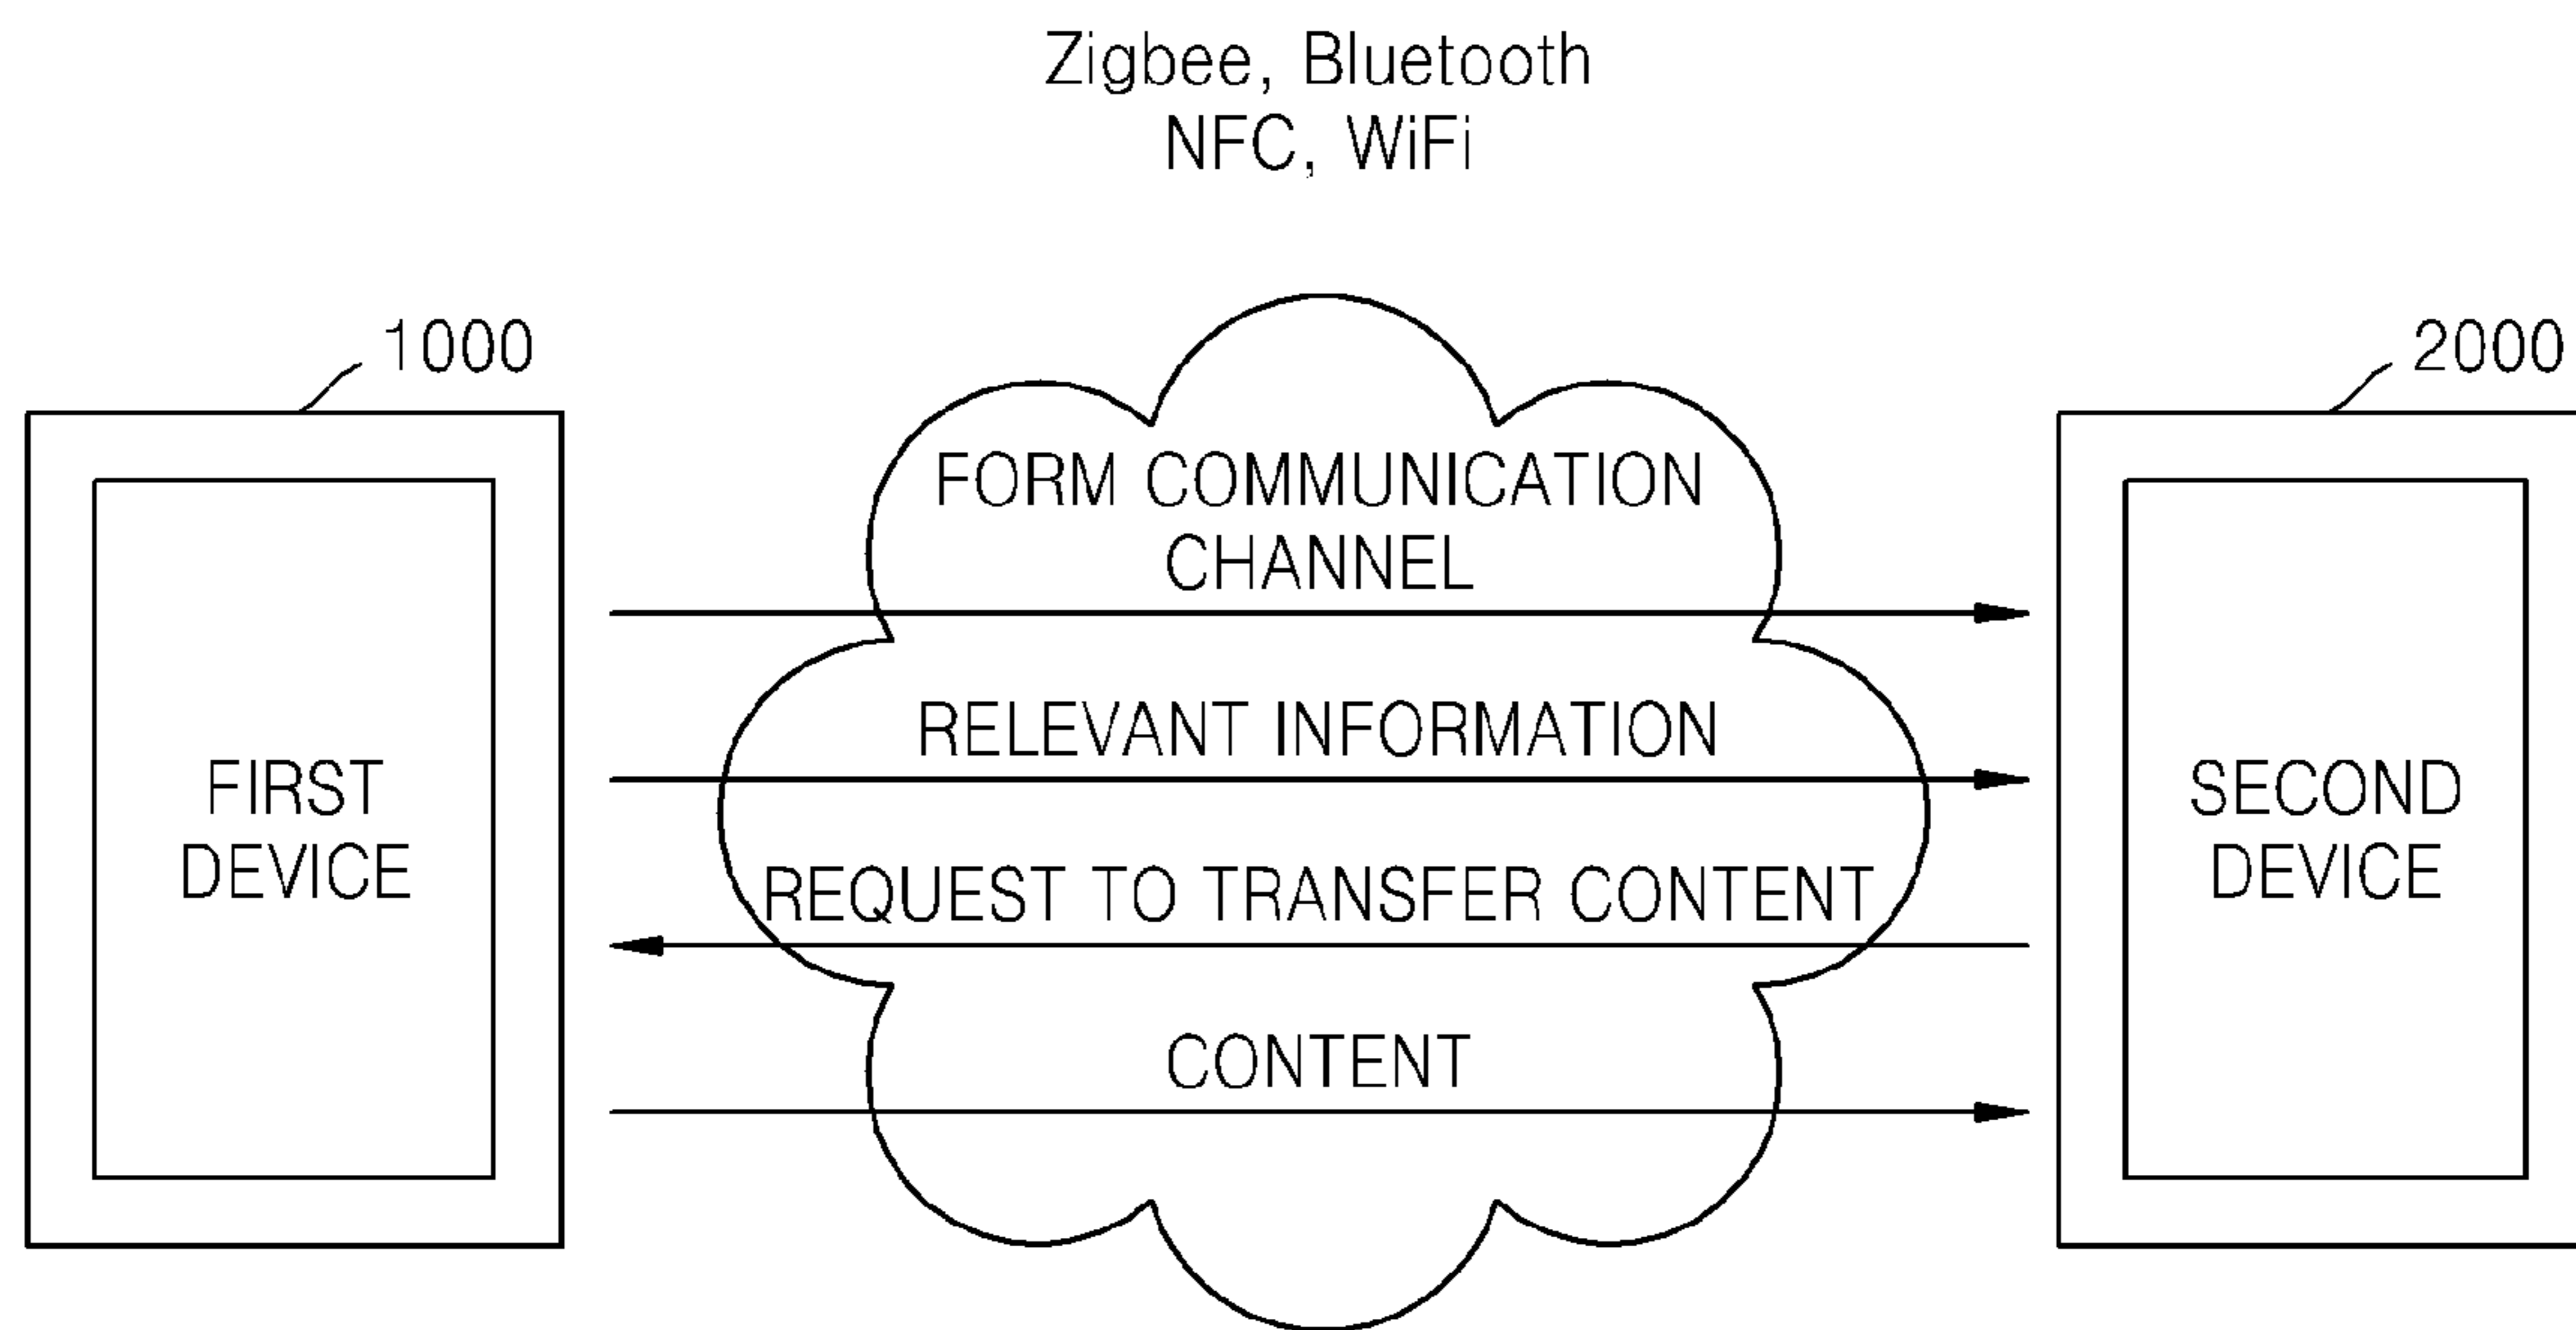 Zigbee, Bluetooth
NFC, WiFi
1000
2000
FORM COMMUNICATION
CHANNEL
RELEVANT INFORMATION
FIRST
DEVICE
SECOND
DEVICE
REQUEST TO TRANSFER CONTENT
CONTENT